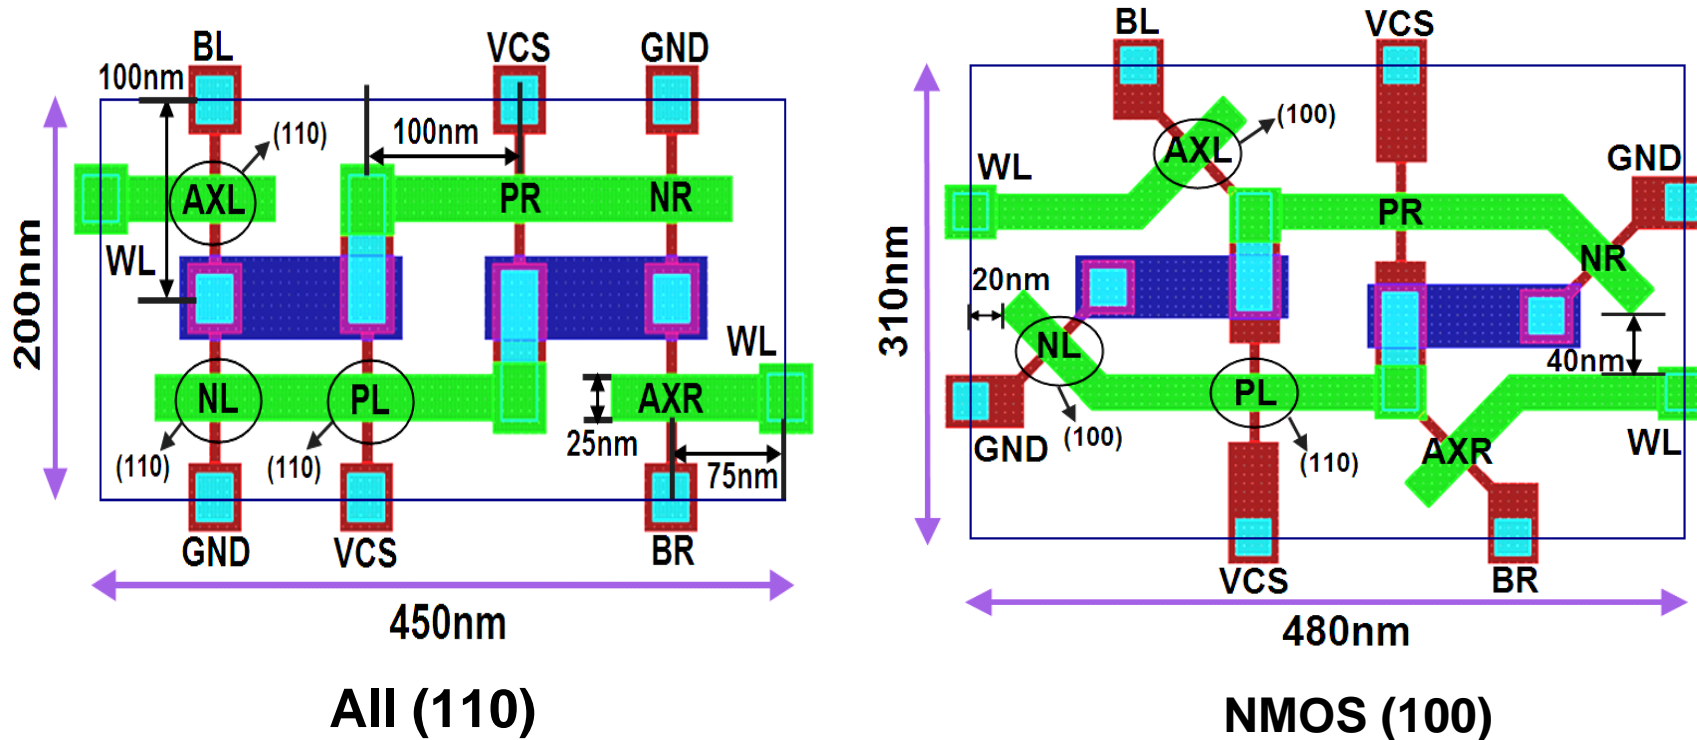 BL
VCS
GND
100nm
(110)
100nm
AXL
PR
NR
WL
200nm
WL
NL
PL
AXR
25nm
(110)
(110)
75nm
GND
VCS
BR
450nm
All (110)
BL
VCS
(100)
AXL
WL
GND
PR
NR
20nm
310nm
NL
40nm
PL
(100)
GND
(110)
AXR
WL
VCS
BR
480nm
NMOS (100)